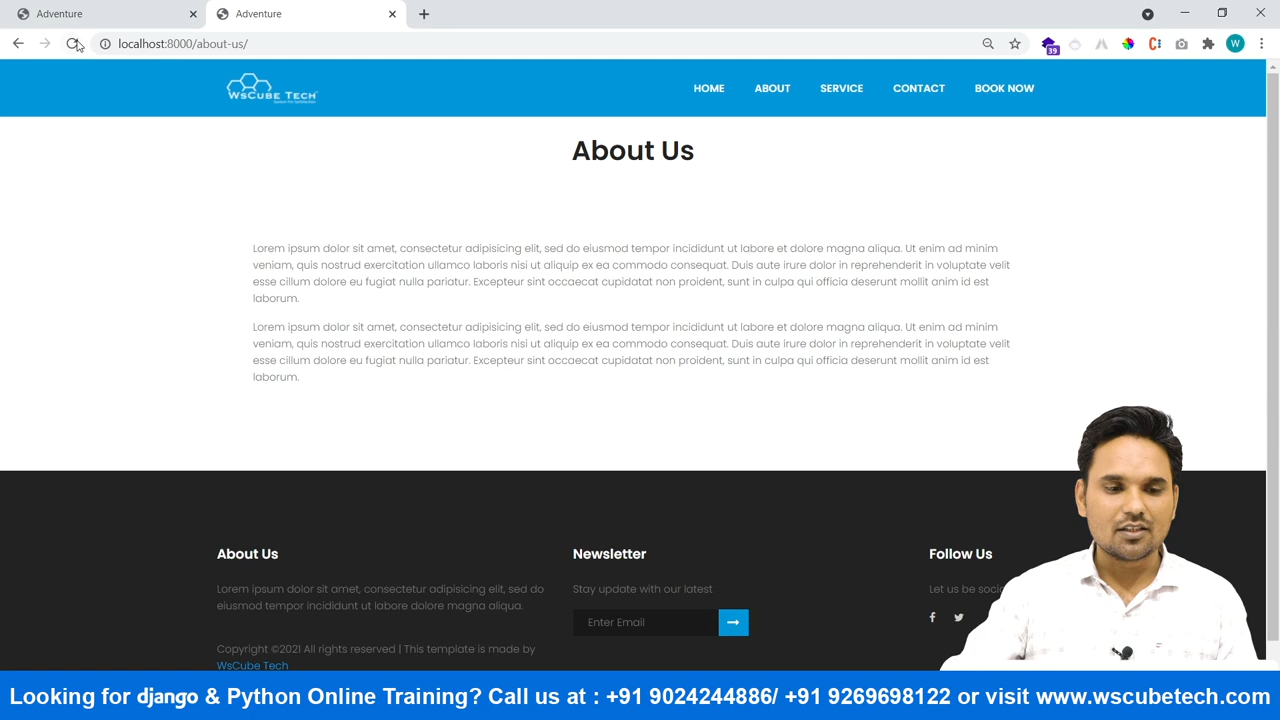 Adventure
Adventure
localhost:8000/about-us/
39
W
WsCube Tech
HOME ABOUT SERVICE CONTACT BOOK NOW
About Us
Lorem ipsum dolor sit amet, consectetur adipisicing elit, sed do eiusmod tempor incididunt ut labore et dolore magna aliqua. Ut enim ad minim
veniam, quis nostrud exercitation ullamco laboris nisi ut aliquip ex ea commodo consequat. Duis aute irure dolor in reprehenderit in voluptate velit
esse cillum dolore eu fugiat nulla pariatur. Excepteur sint occaecat cupidatat non proident, sunt in culpa qui officia deserunt mollit anim id est
laborum.
Lorem ipsum dolor sit amet, consectetur adipisicing elit, sed do eiusmod tempor incididunt ut labore et dolore magna aliqua. Ut enim ad minim
veniam, quis nostrud exercitation ullamco laboris nisi ut aliquip ex ea commodo consequat. Duis aute irure dolor in reprehenderit in voluptate velit
esse cillum dolore eu fugiat nulla pariatur. Excepteur sint occaecat cupidatat non proident, sunt in culpa qui officia deserunt mollit anim id est
laborum.
About Us
Lorem ipsum dolor sit amet, consectetur adipisicing elit, sed do
eiusmod tempor incididunt ut labore dolore magna aliqua.
Copyright ©2021 All rights reserved | This template is made by
WsCube Tech
Newsletter
Stay update with our latest
Enter Email
Follow Us
Let us be
Looking for django & Python Online Training? Call us at : +91 9024244886/ +91 9269698122 or visit www.wscubetech.com